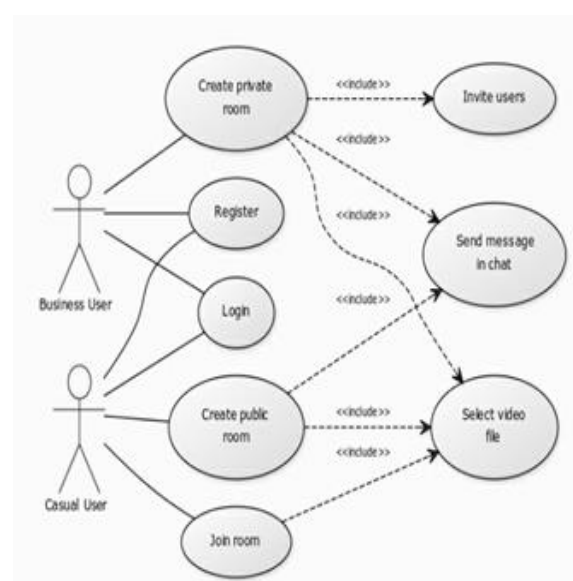 Create private
room
<<include>>
Invite users
<<include>>
Register
<<include>>
Send message
in chat
Business User
Login
<<include>>
Create public
room
<<include>>
Select video
file
<<include>>
Casual User
Join room